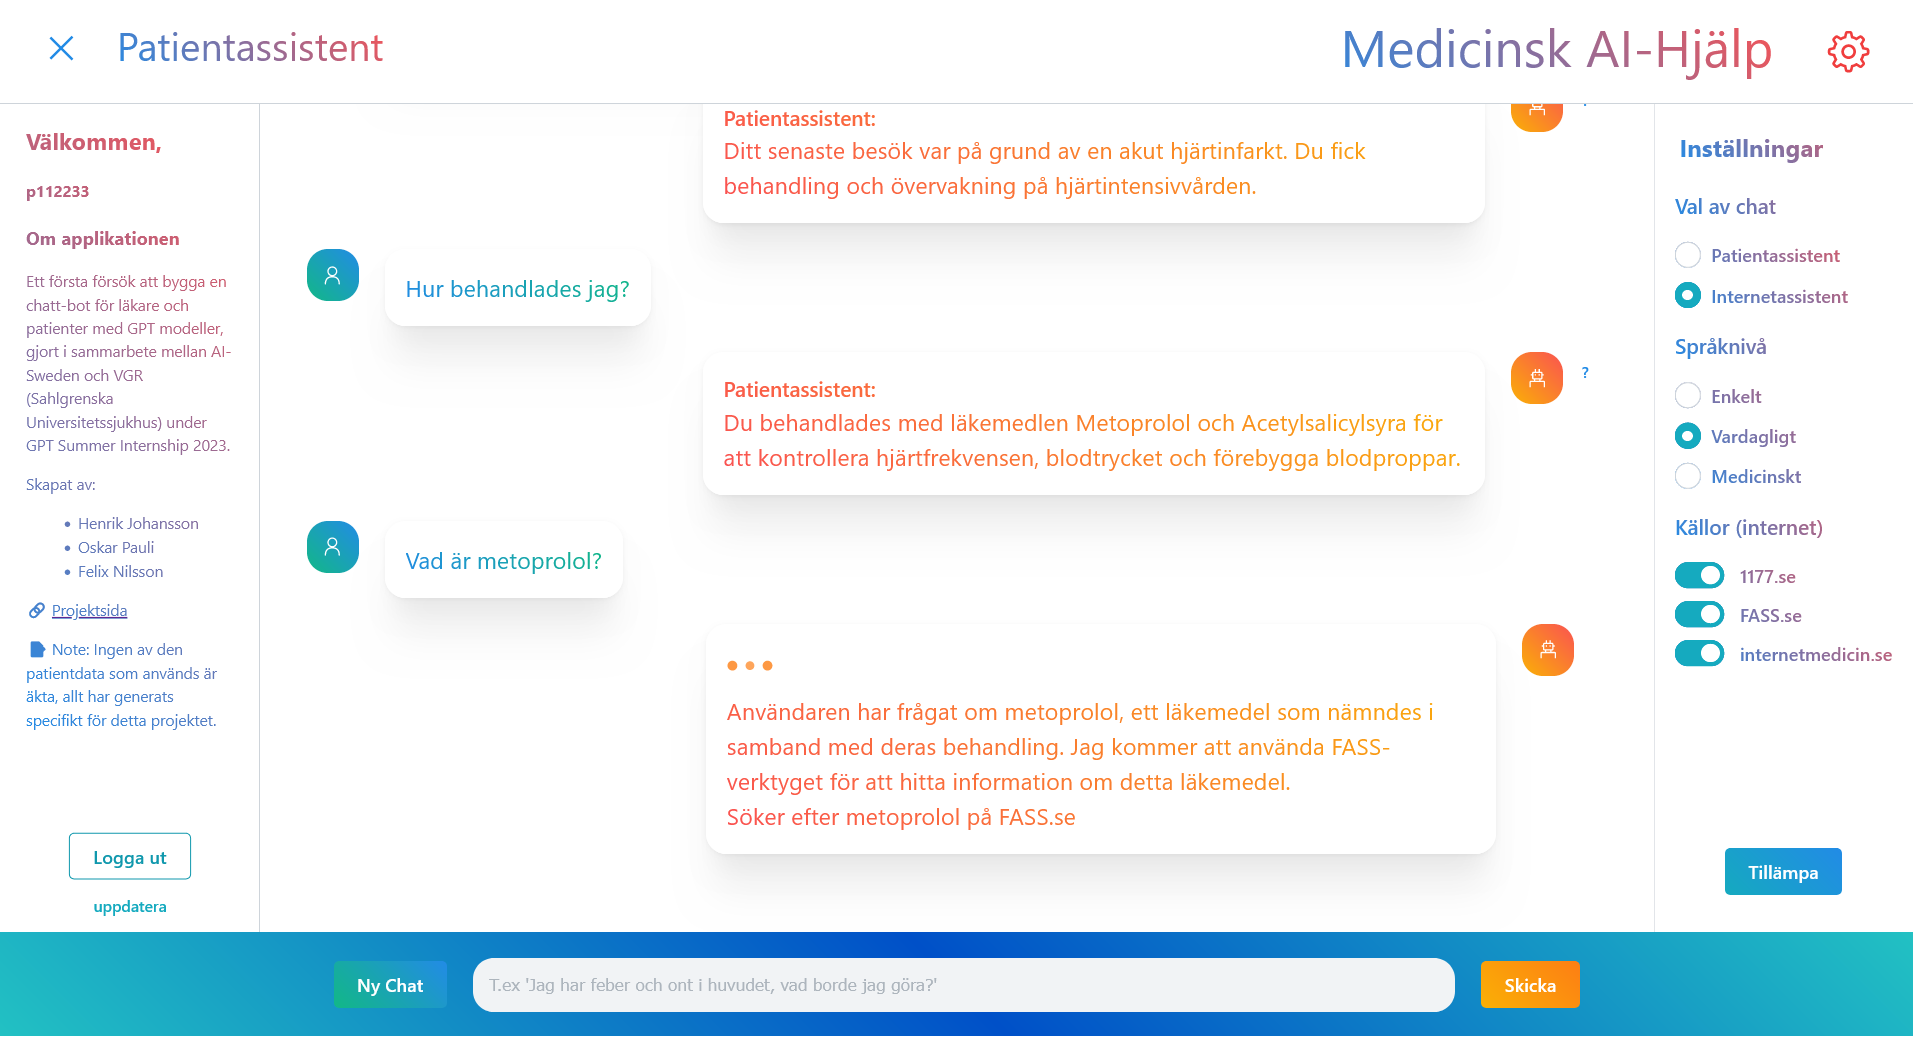 Patientassistent
Medicinsk AI-Hjälp
Välkommen,
p112233
Om applikationen
Ett första försök att bygga en
chatt-bot för läkare och
patienter med GPT modeller,
gjort i sammarbete mellan AI-
Sweden och VGR
(Sahlgrenska
Universitetssjukhus) under
GPT Summer Internship 2023.
Skapat av:
• Henrik Johansson
• Oskar Pauli
• Felix Nilsson
Projektsida
Note: Ingen av den
patientdata som används är
äkta, allt har generats
specifikt för detta projektet.
Logga ut
uppdatera
Patientassistent:
Ditt senaste besök var på grund av en akut hjärtinfarkt. Du fick
behandling och övervakning på hjärtintensivvården.
Hur behandlades jag?
Patientassistent:
Du behandlades med läkemedlen Metoprolol och Acetylsalicylsyra för
att kontrollera hjärtfrekvensen, blodtrycket och förebygga blodproppar.
?
Vad är metoprolol?
Användaren har frågat om metoprolol, ett läkemedel som nämndes i
samband med deras behandling. Jag kommer att använda FASS-
verktyget för att hitta information om detta läkemedel.
Söker efter metoprolol på FASS.se
Inställningar
Val av chat
Patientassistent
Internetassistent
Språknivå
Enkelt
Vardagligt
Medicinskt
Källor (internet)
1177.se
FASS.se
internetmedicin.se
Tillämpa
Ny Chat
T.ex 'Jag har feber och ont i huvudet, vad borde jag göra?'
Skicka